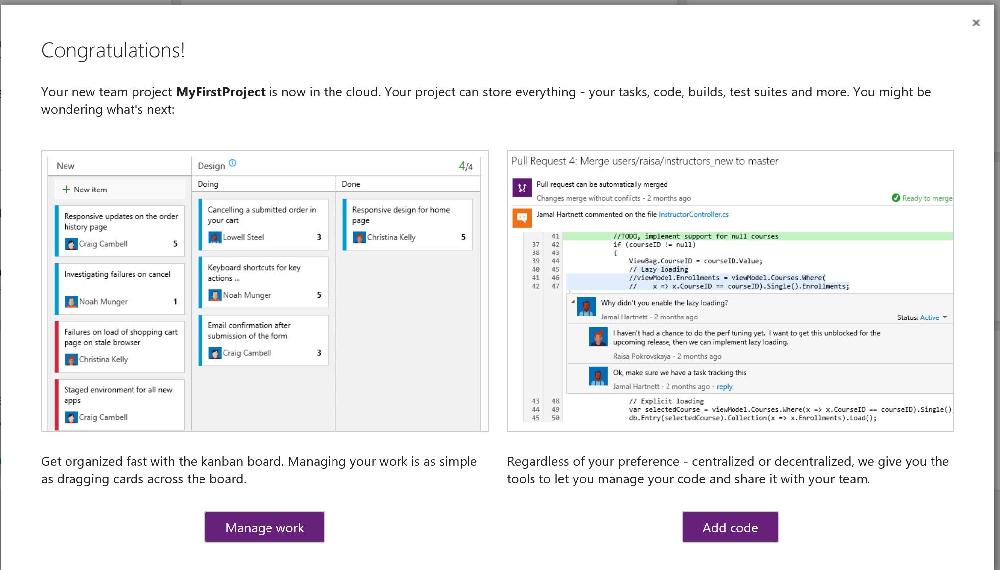 Congratulations!
Your new team project MyFirstProject is now in the cloud. Your project can store everything - your tasks, code, builds, test suites and more. You might be
wondering what's next:
New
Design
4/4
Doing
Done
New item
Responsive updates on the order
history page
Craig Cambell 5
Investigating failures on cancel
Noah Munger 1
Failures on load of shopping cart
page on stale browser
Christina Kelly
Staged environment for all new
apps
Craig Cambell
Cancelling a submitted order in
your cart
Lowell Steel 3
Keyboard shortcuts for key
actions ...
Noah Munger 5
Email confirmation after
submission of the form
Craig Cambell 3
Responsive design for home
page
Christina Kelly 5
Get organized fast with the kanban board. Managing your work is as simple
as dragging cards across the board.
Manage work
Pull Request 4: Merge users/raisa/instructors_new to master
Pull request can be automatically merged
Changes merge without conflicts - 2 months ago
Ready to merge
Jamal Hartnett commented on the file InstructorController.cs
41 //TODO, implement support for null courses
37 42 if (courseID != null)
38 43 {
39 44 ViewBag.CourseID = courseID.Value;
40 45 // Lazy loading
41 46 //viewModel.Enrollments = viewModel.Courses.Where(
42 47 // x => x.CourseID == courseID).Single().Enrollments;
Why didn't you enable the lazy loading?
Jamal Hartnett - 2 months ago
Status: Active
I haven't had a chance to do the perf tuning yet. I want to get this unblocked for the
upcoming release, then we can implement lazy loading.
Raisa Pokrovskaya - 2 months ago
Ok, make sure we have a task tracking this
Jamal Hartnett - 2 months ago - reply
43 48 // Explicit loading
44 49 var selectedCourse = viewModel.Courses.Where(x => x.CourseID == courseID).Single()
45 50 db.Entry(selectedCourse).Collection(x => x.Enrollments).Load();
Regardless of your preference - centralized or decentralized, we give you the
tools to let you manage your code and share it with your team.
Add code